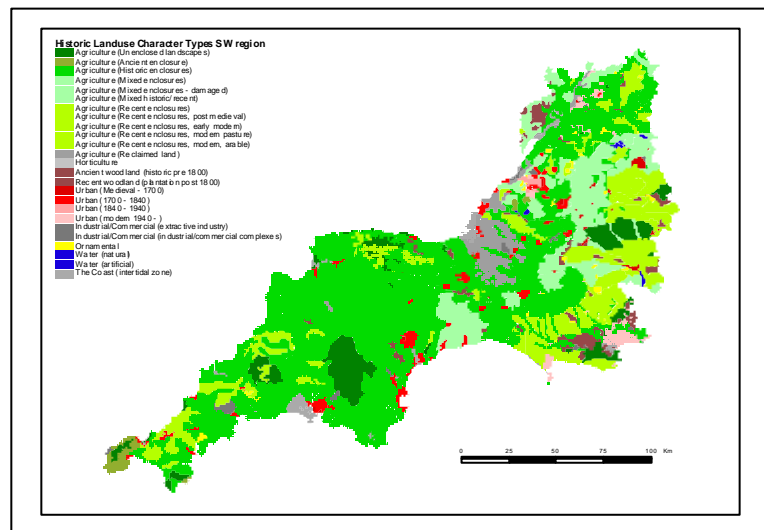 Historic Landuse Character Types SW region
Agriculture (Unenclosed landscapes)
Agriculture (Ancient enclosure)
Agriculture (Historic enclosures)
Agriculture (Mixed enclosures)
Agriculture (Mixed enclosures - damaged)
Agriculture (Mixed historic/recent)
Agriculture (Recent enclosures)
Agriculture (Recent enclosures, post medieval)
Agriculture (Recent enclosures, early modern)
Agriculture (Recent enclosures, modern pasture)
Agriculture (Recent enclosures, modern, arable)
Agriculture (Reclaimed land)
Horticulture
Ancient woodland (historic pre 1800)
Recent woodland (plantation post 1800)
Urban (Medieval - 1700)
Urban (1700 - 1840)
Urban (1840 - 1940)
Urban (modern 1940 - )
Industrial/Commercial (extractive industry)
Industrial/Commercial (industrial/commercial complexes)
Ornamental
Water (natural)
Water (artificial)
The Coast (intertidal zone)
0 25 50 75 100 Km